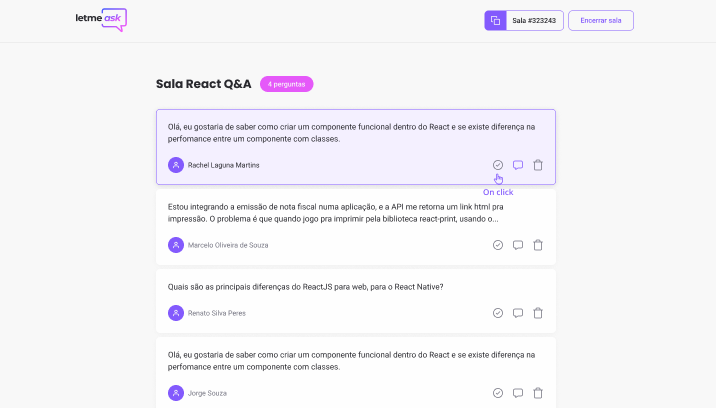 letmeask
Sala #323243
Encerrar sala
Sala React Q&A
4 perguntas
Olá, eu gostaria de saber como criar um componente funcional dentro do React e se existe diferença na
perfomance entre um componente com classes.
Rachel Laguna Martins
On click
Estou integrando a emissão de nota fiscal numa aplicação, e a API me retorna um link html pra
impressão. O problema é que quando jogo pra imprimir pela biblioteca react-print, usando o...
Marcelo Oliveira de Souza
Quais são as principais diferenças do ReactJS para web, para o React Native?
Renato Silva Peres
Olá, eu gostaria de saber como criar um componente funcional dentro do React e se existe diferença na
perfomance entre um componente com classes.
Jorge Souza